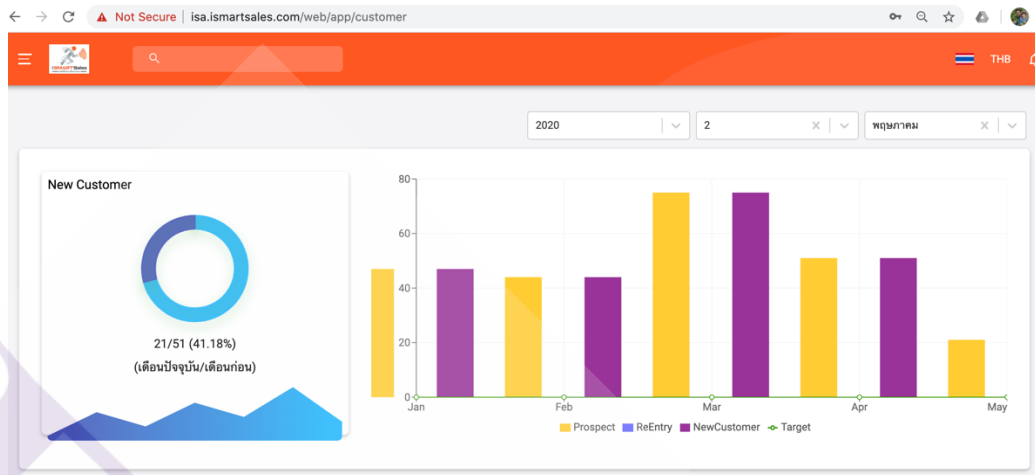 Not Secure | isa.ismartsales.com/web/app/customer
THB
2020
2
พฤษภาคม
New Customer
21/51 (41.18%)
(เดือนปัจจุบัน/เดือนก่อน)
80
60
40
20
0
Jan Feb Mar Apr May
Prospect ReEntry NewCustomer Target